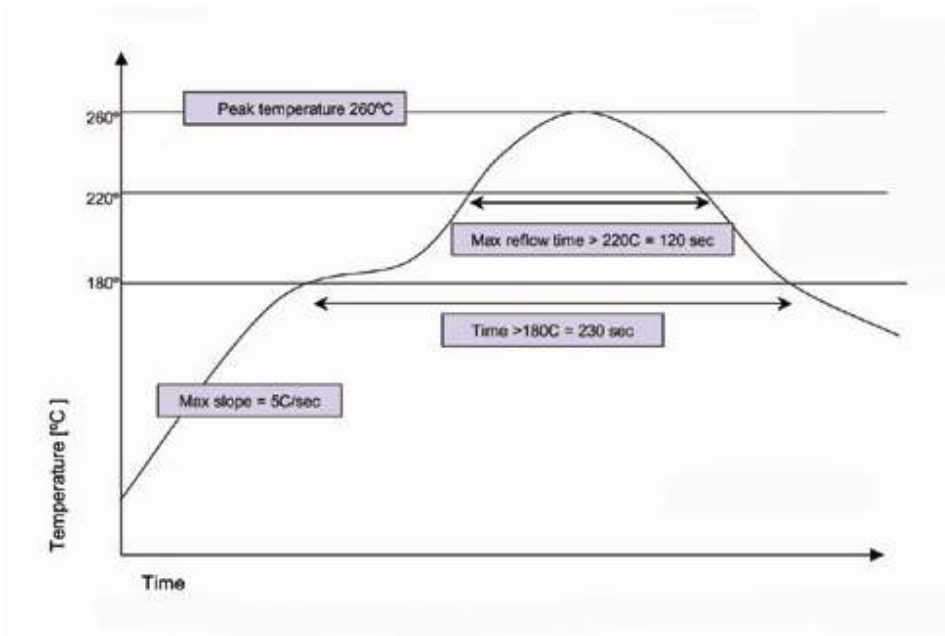 Peak temperature 260ºC
260º
220º
Max reflow time > 220C = 120 sec
180º
Time >180C = 230 sec
Max slope = 5C/sec
Temperature [ºC ]
Time